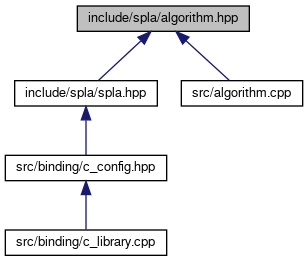 include/spla/algorithm.hpp
include/spla/spla.hpp
src/algorithm.cpp
src/binding/c_config.hpp
src/binding/c_library.cpp